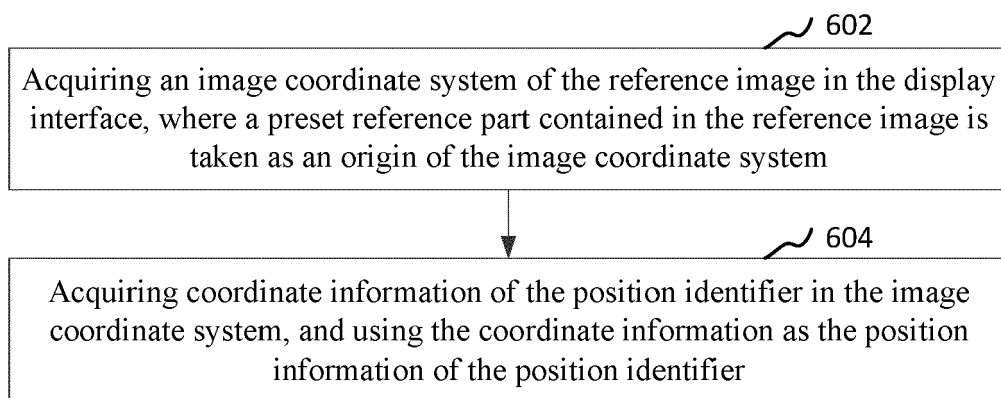 602
Acquiring an image coordinate system of the reference image in the display
interface, where a preset reference part contained in the reference image is
taken as an origin of the image coordinate system
604
Acquiring coordinate information of the position identifier in the image
coordinate system, and using the coordinate information as the position
information of the position identifier